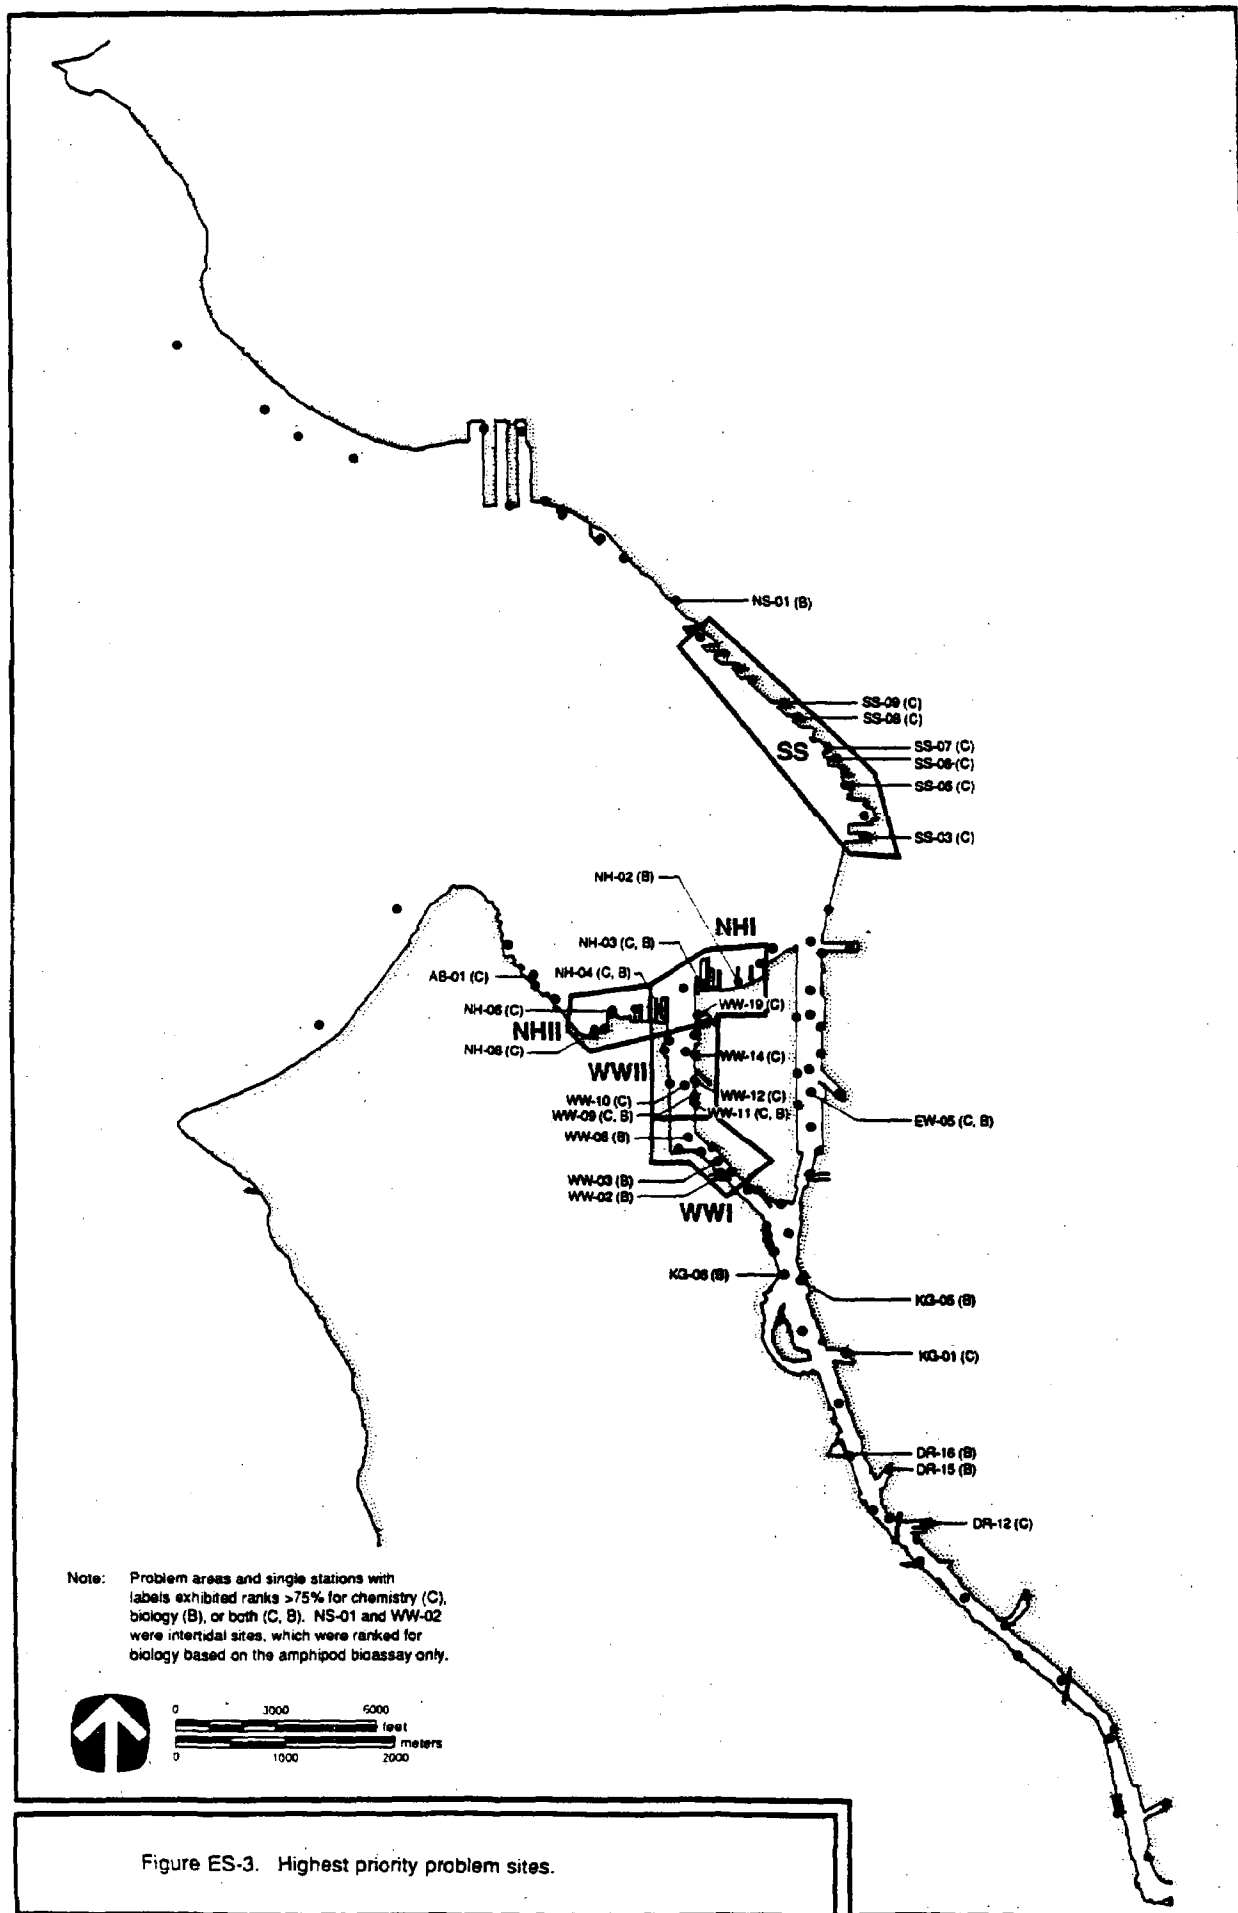 NS-01 (B)
SS-09 (C)
SS-08 (C)
SS-07 (C)
SS-06 (C)
SS
SS-05 (C)
SS-03 (C)
NH-02 (B)
NHI
NH-03 (C, B)
NH-04 (C, B)
AB-01 (C)
NH-06 (C)
WW-19 (C)
NHII
NH-08 (C)
WW-14 (C)
WWII
WW-10 (C)
WW-12 (C)
WW-09 (C, B)
WW-11 (C, B)
EW-05 (C, B)
WW-06 (B)
WW-03 (B)
WW-02 (B)
WWI
KG-06 (B)
KG-05 (B)
KG-01 (C)
DR-16 (B)
DR-15 (B)
DR-12 (C)
Note: Problem areas and single stations with
labels exhibited ranks >75% for chemistry (C),
biology (B), or both (C, B). NS-01 and WW-02
were intertidal sites, which were ranked for
biology based on the amphipod bioassay only.
0 3000 6000
feet
meters
0 1000 2000
Figure ES-3. Highest priority problem sites.